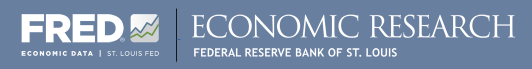 FRED
ECONOMIC DATA | ST. LOUIS FED
ECONOMIC RESEARCH
FEDERAL RESERVE BANK OF ST. LOUIS